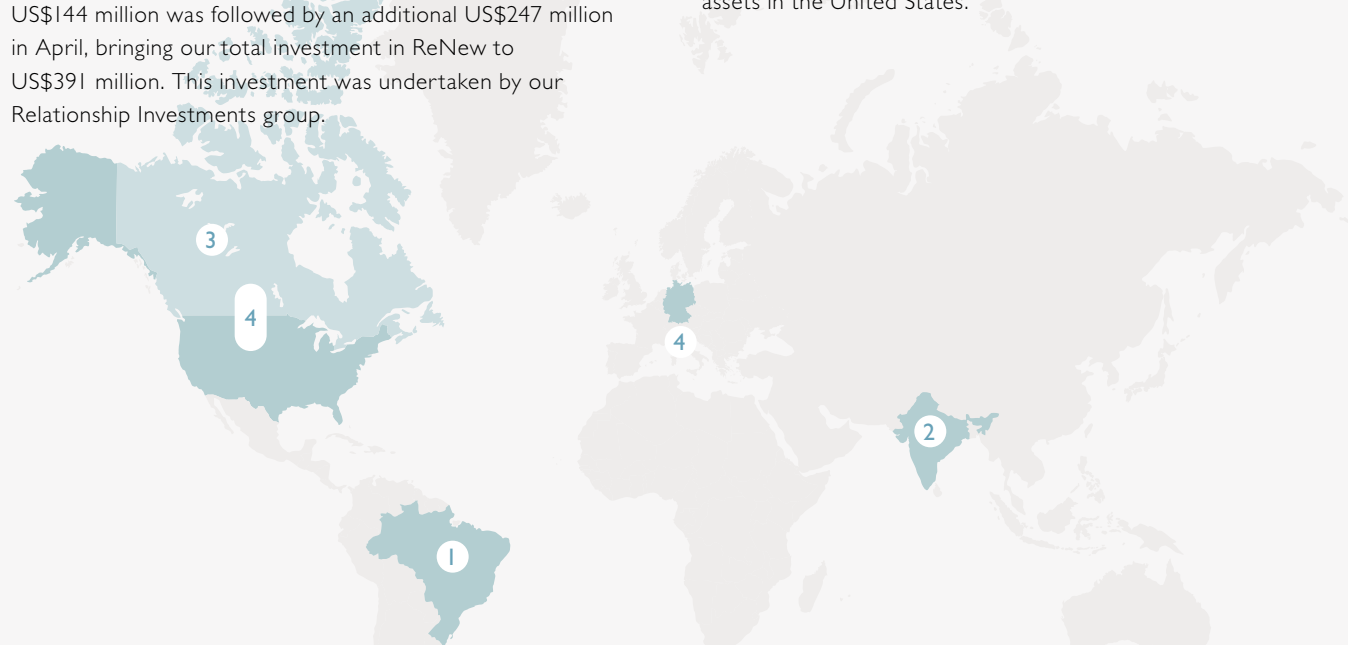 US$144 million was followed by an additional US$247 million
in April, bringing our total investment in ReNew to
US$391 million. This investment was undertaken by our
Relationship Investments group.
assets in the United States.
3
4
4
2
1